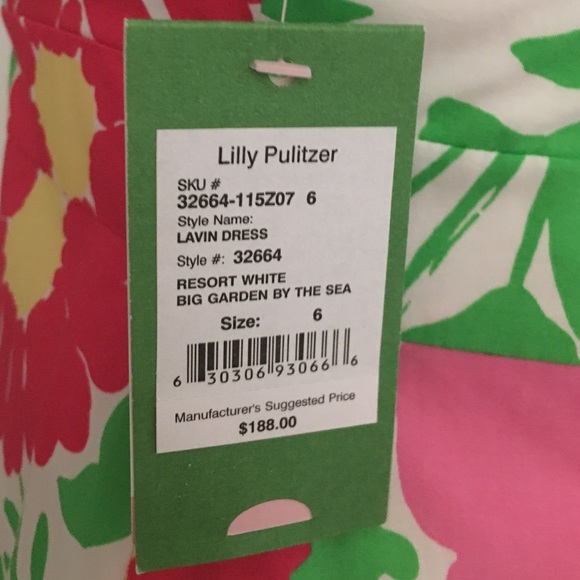 Lilly Pulitzer
SKU #
32664-115Z07 6
Style Name:
LAVIN DRESS
Style #: 32664
RESORT WHITE
BIG GARDEN BY THE SEA
Size: 6
6 30306 93066 6
Manufacturer's Suggested Price
$188.00